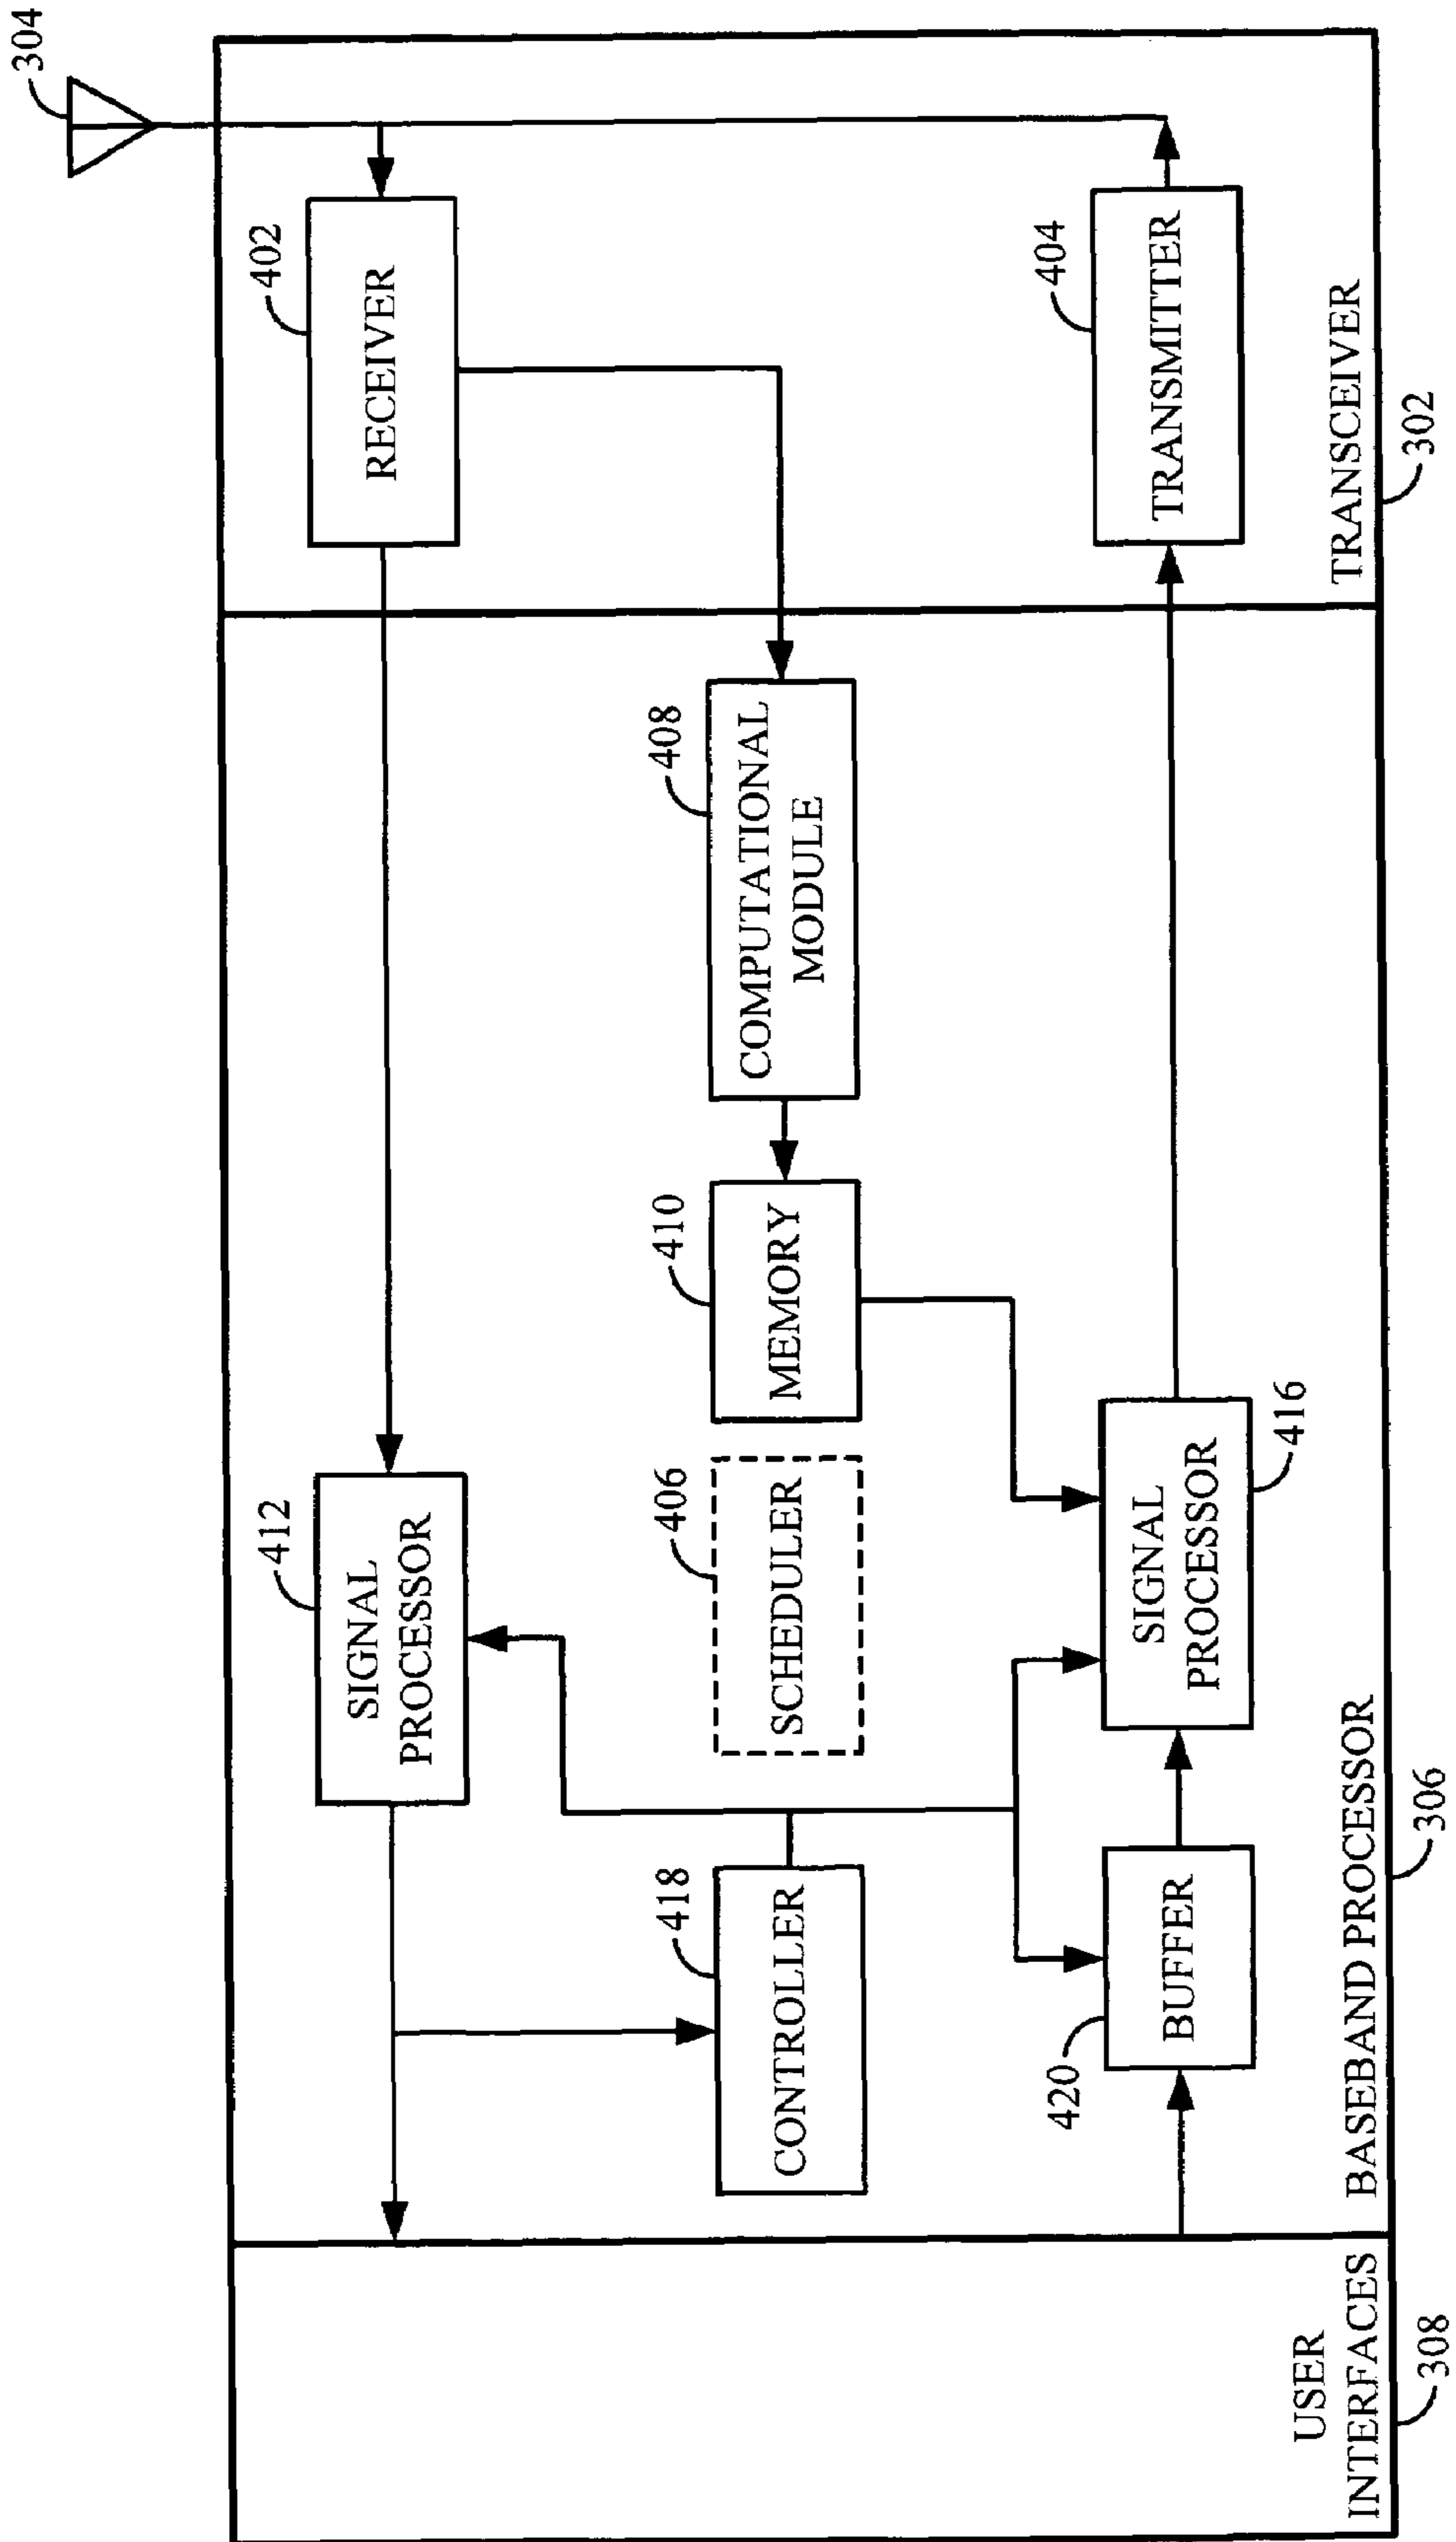 304
402
RECEIVER
404
TRANSMITTER
TRANSCEIVER
302
408
COMPUTATIONAL
MODULE
410
MEMORY
412
SIGNAL
PROCESSOR
406
SCHEDULER
SIGNAL
PROCESSOR
416
418
CONTROLLER
420
BUFFER
BASEBAND PROCESSOR
306
USER
INTERFACES
308